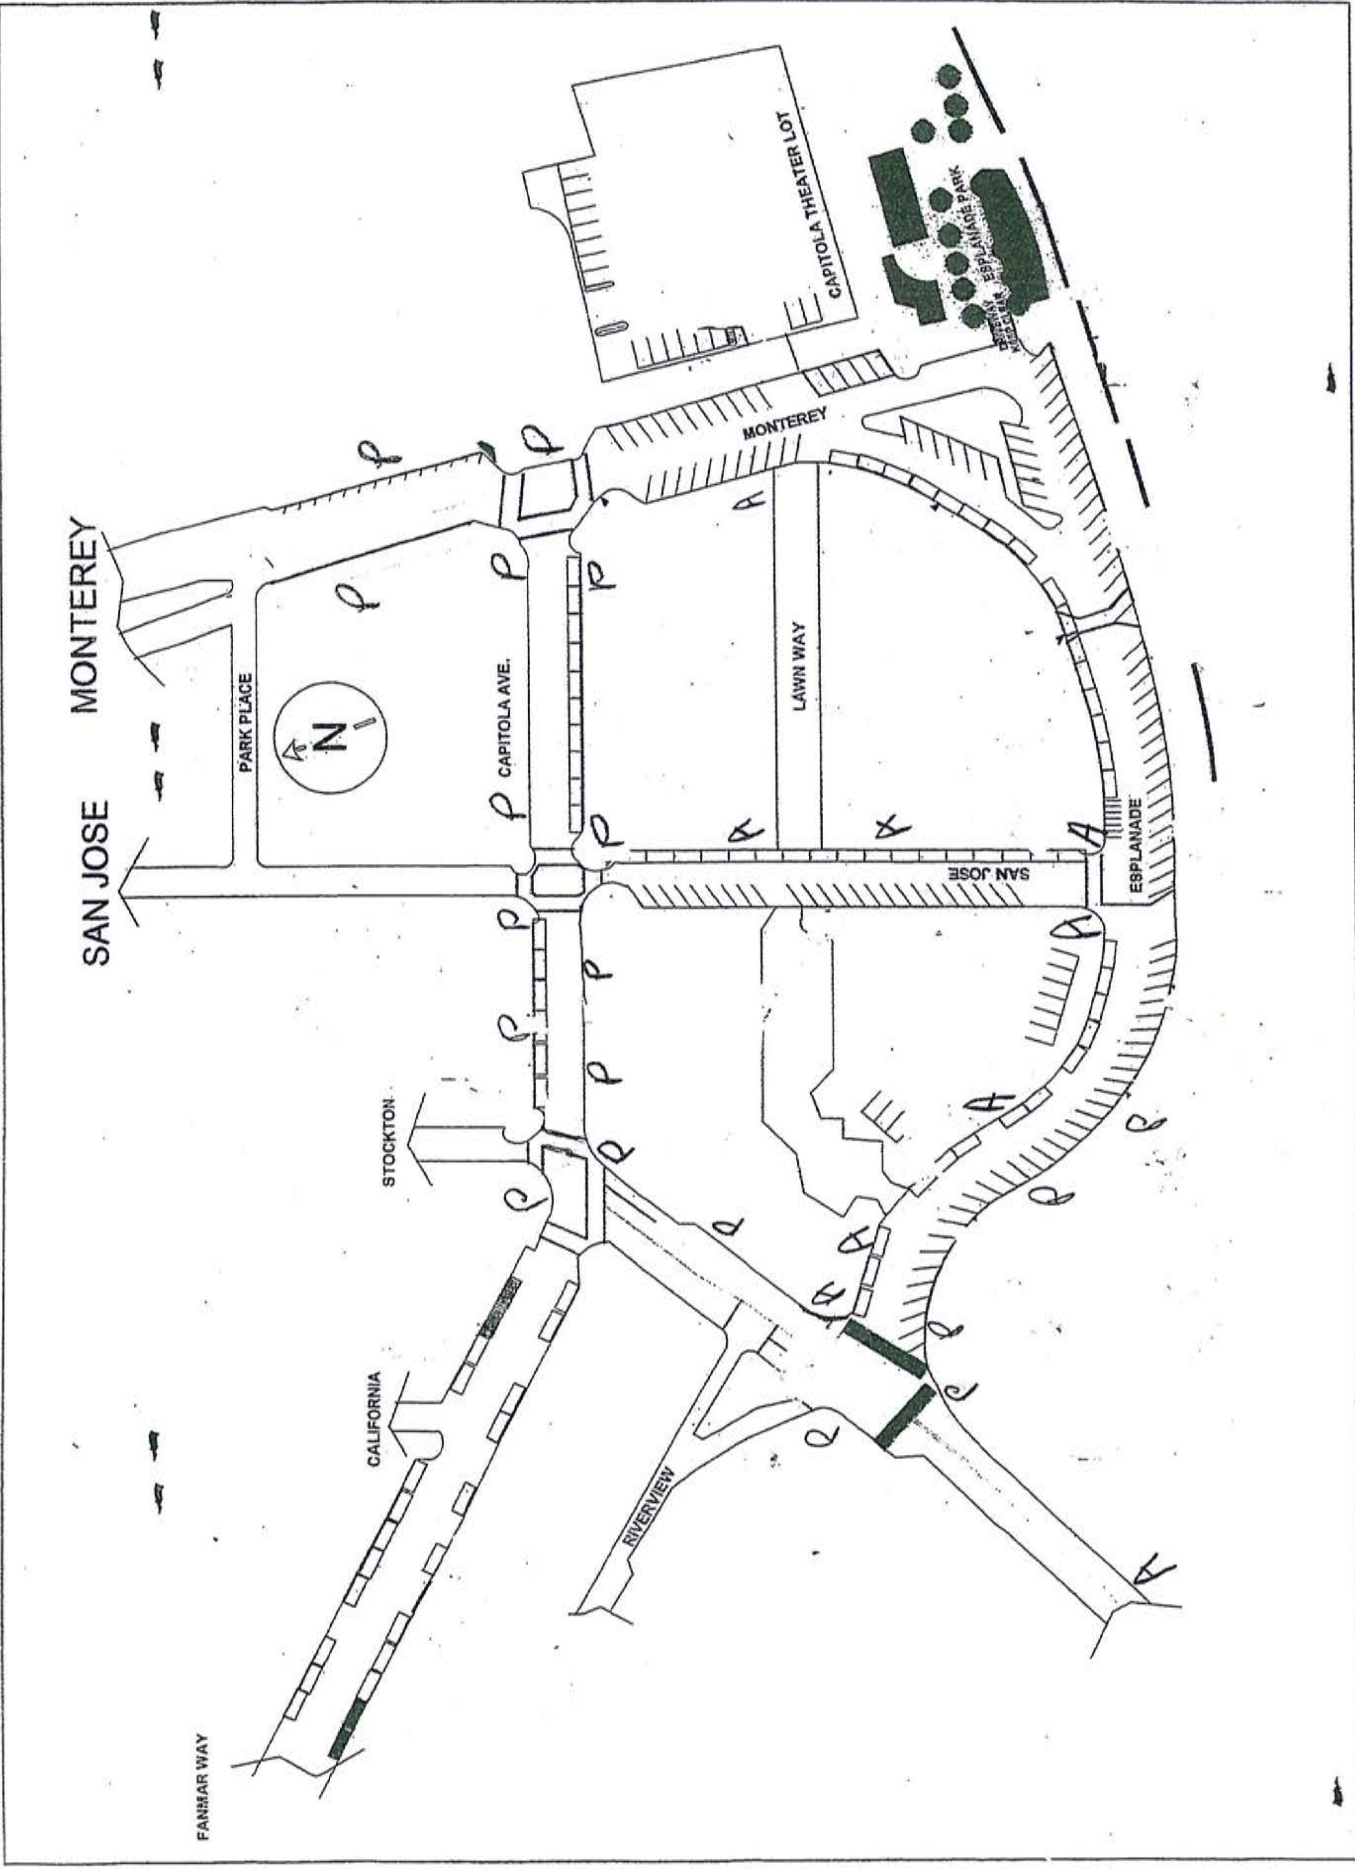 SAN JOSE
MONTEREY
P
P
PARK PLACE
N
P
CAPITOLA AVE.
P
P
P
P
CAPITOLA THEATER LOT
MONTEREY
ESPLANADE PARK
A
LAWN WAY
A
A
A
SAN JOSE
ESPLANADE
A
STOCKTON
P
P
P
P
P
P
A
A
A
P
P
P
P
P
P
CALIFORNIA
RIVERVIEW
A
FANMAR WAY